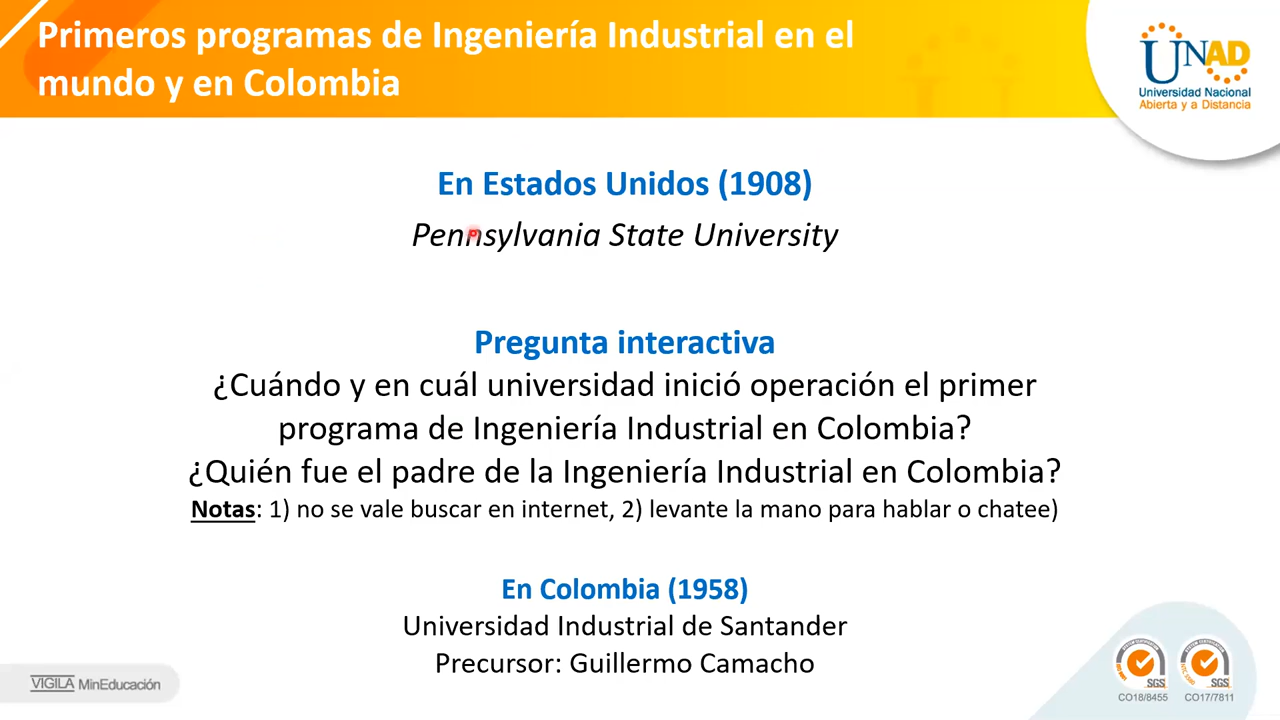 Primeros programas de Ingeniería Industrial en el
mundo y en Colombia
UNAD
Universidad Nacional
Abierta y a Distancia
En Estados Unidos (1908)
Pennsylvania State University
Pregunta interactiva
¿Cuándo y en cuál universidad inició operación el primer
programa de Ingeniería Industrial en Colombia?
¿Quién fue el padre de la Ingeniería Industrial en Colombia?
Notas: 1) no se vale buscar en internet, 2) levante la mano para hablar o chatee)
En Colombia (1958)
Universidad Industrial de Santander
Precursor: Guillermo Camacho
VIGILA MinEducación
SGS
SGS
CO18/8455
CO17/7811